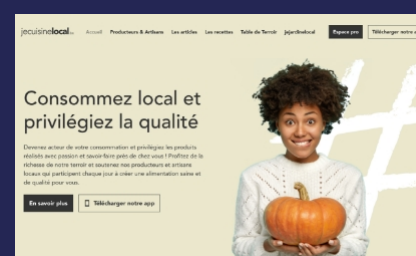 jecuisinelocal
Accueil Producteurs & Artisans Les articles Les recettes Table de Terroir jejardinelocal Espace pro Télécharger notre a
Consommez local et
privilégiez la qualité
Devenez acteur de votre consommation et privilégiez les produits
réalisés avec passion et savoir-faire près de chez vous ! Profitez de la
richesse de notre terroir et soutenez nos producteurs et artisans
locaux qui participent chaque jour à créer une alimentation saine et
de qualité pour vous.
En savoir plus Télécharger notre app